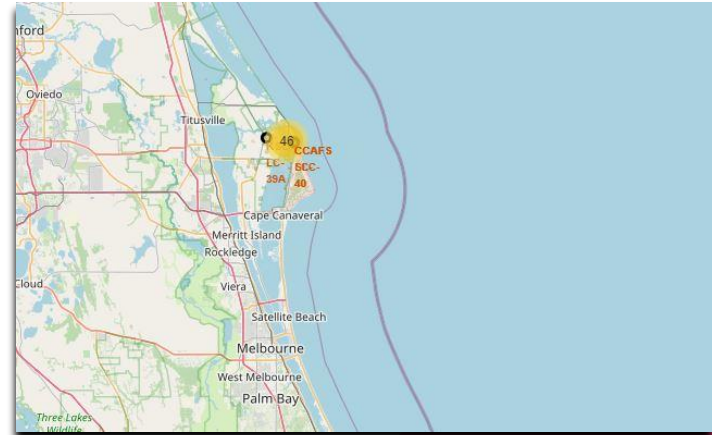 nford
Oviedo
Titusville
46
CCAFS
LC-
SCC-
39A
40
Cape Canaveral
Merritt Island
Rockledge
Cloud
Viera
Satellite Beach
Melbourne
West Melbourne
Palm Bay
Three Lakes
Wildlife